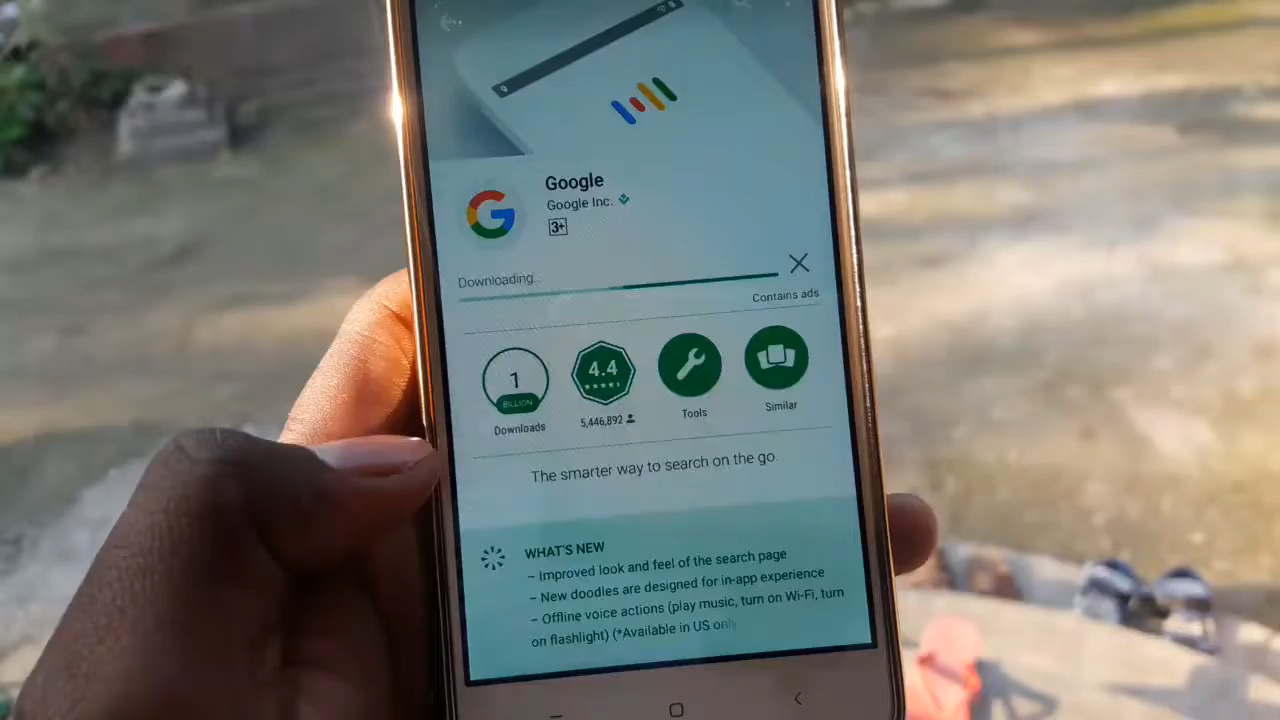 Google
Google Inc.
3+
Downloading...
Contains ads
1
BILLION
Downloads
4.4
5,446,892
Tools
Similar
The smarter way to search on the go.
WHAT'S NEW
– Improved look and feel of the search page
– New doodles are designed for in-app experience
– Offline voice actions (play music, turn on Wi-Fi, turn
on flashlight) (*Available in US only